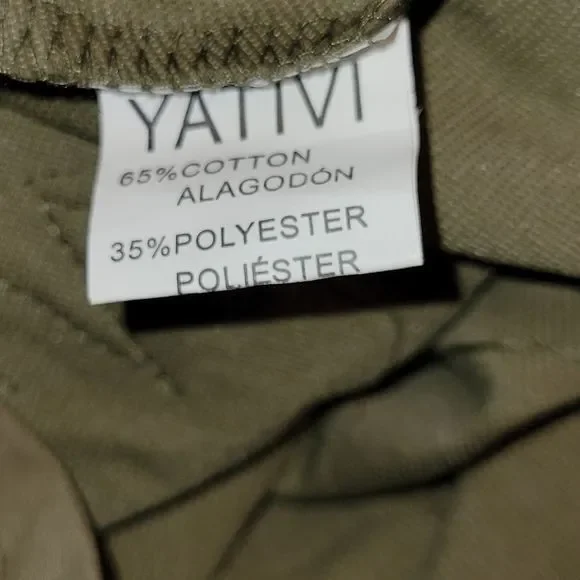 YATIVI
65%COTTON
ALAGODÓN
35%POLYESTER
POLIÉSTER